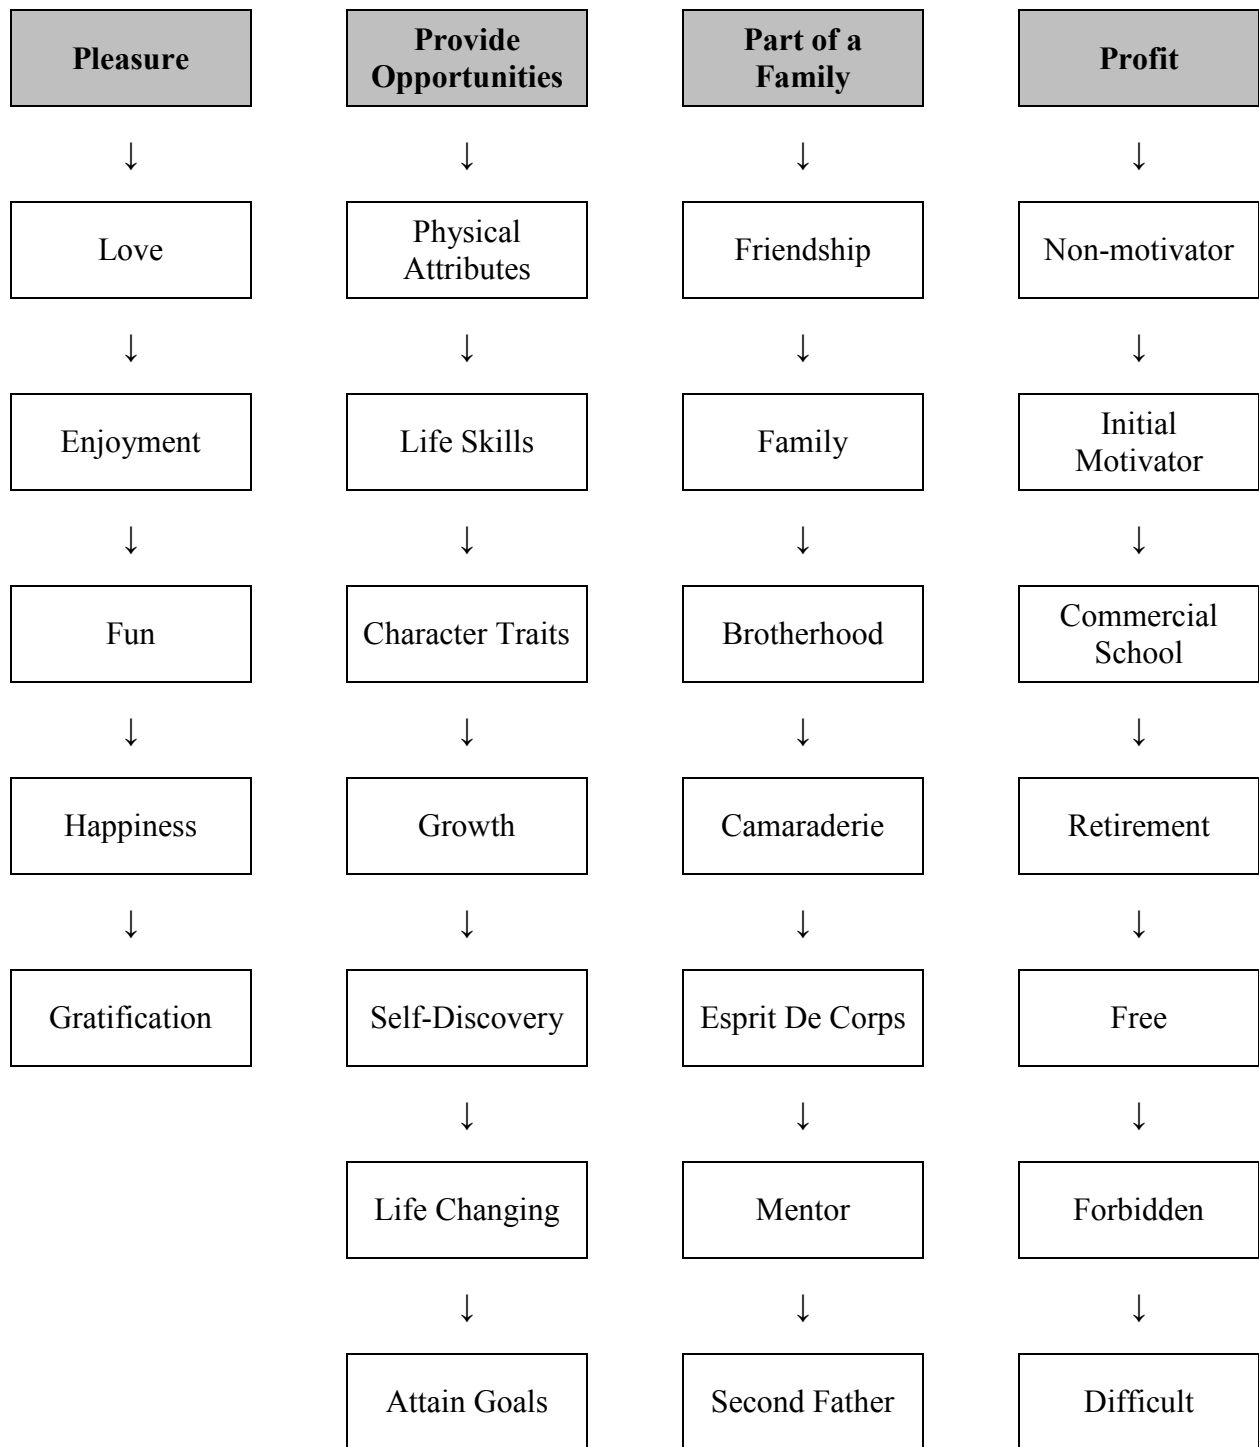 Pleasure
Provide
Opportunities
Part of a
Family
Profit
↓
↓
↓
↓
Love
Physical
Attributes
Friendship
Non-motivator
↓
↓
↓
↓
Enjoyment
Life Skills
Family
Initial
Motivator
↓
↓
↓
↓
Fun
Character Traits
Brotherhood
Commercial
School
↓
↓
↓
↓
Happiness
Growth
Camaraderie
Retirement
↓
↓
↓
↓
Gratification
Self-Discovery
Esprit De Corps
Free
↓
↓
↓
Life Changing
Mentor
Forbidden
↓
↓
↓
Attain Goals
Second Father
Difficult